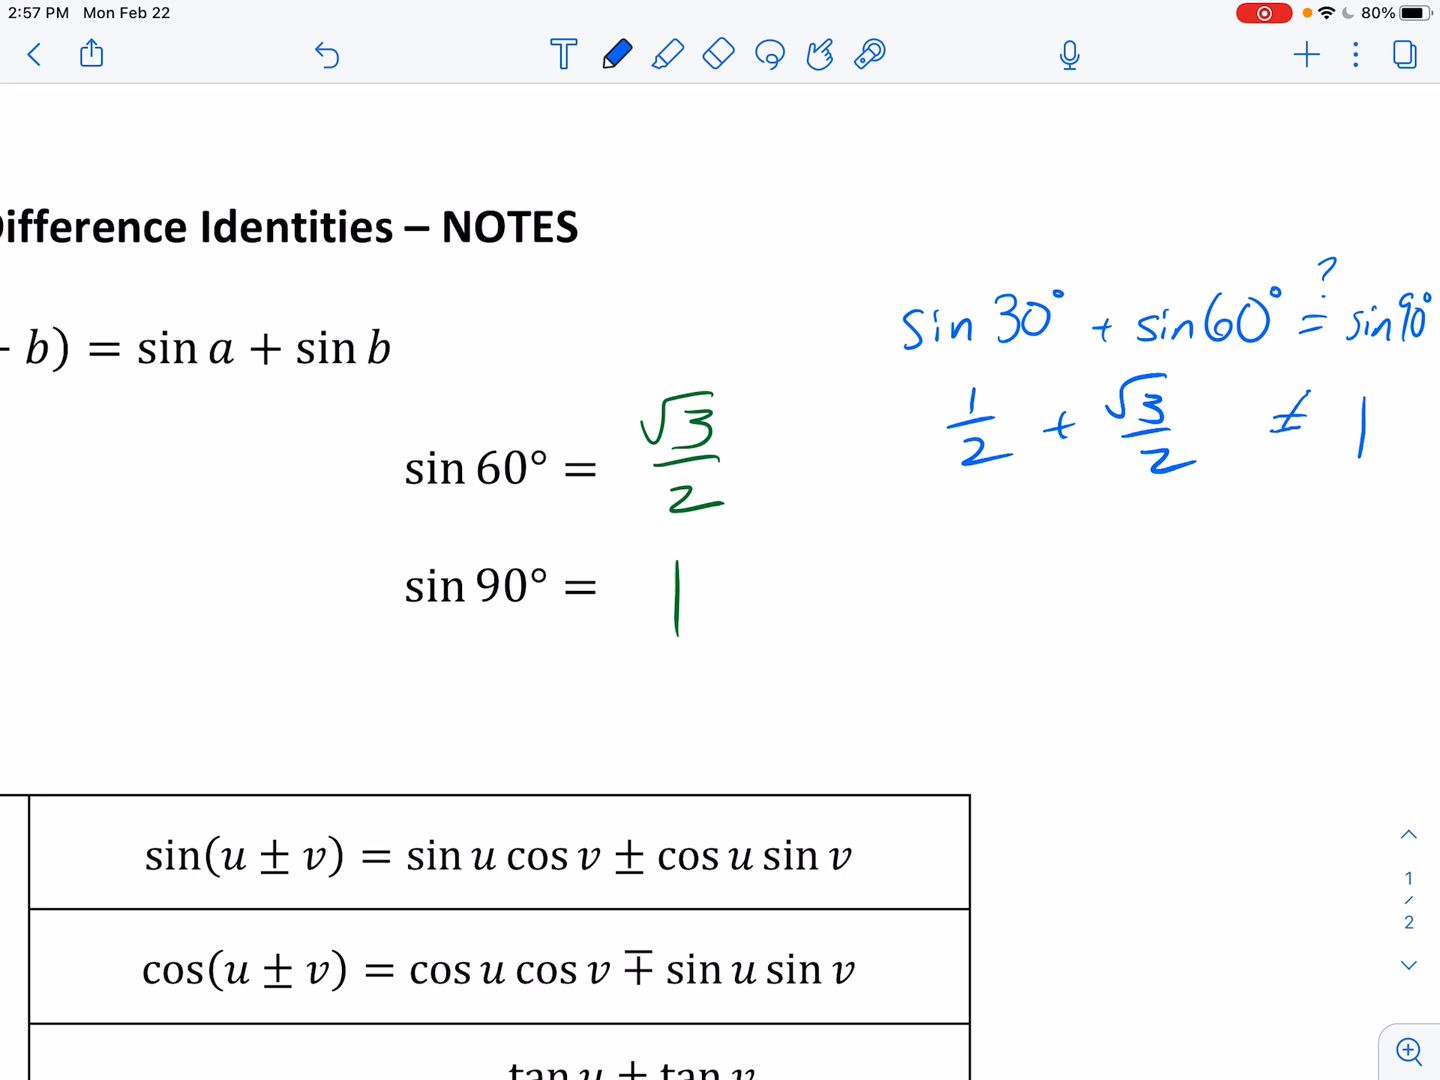 2:57 PM Mon Feb 22 80%
ifference Identities – NOTES
sin 30° + sin 60° ?= sin 90°
- b) = sin a + sin b
1/2 + √3/2 ≠ 1
sin 60° = √3/2
sin 90° = 1
sin(u ± v) = sin u cos v ± cos u sin v
cos(u ± v) = cos u cos v ∓ sin u sin v
tan u ± tan v
1
/
2